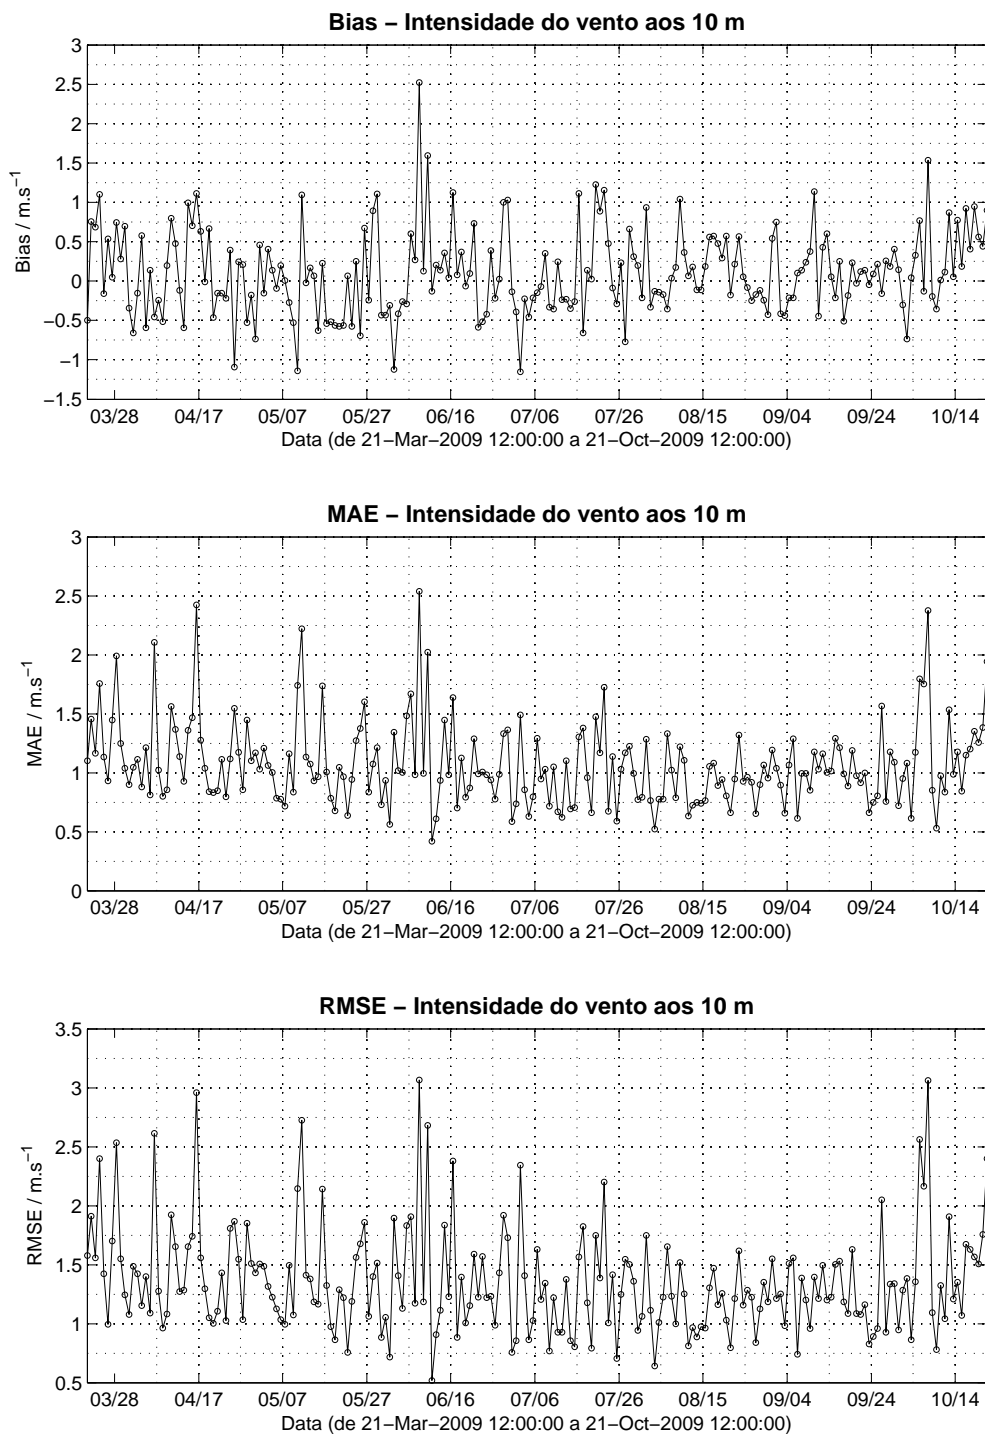 Bias − Intensidade do vento aos 10 m
3
2.5
2
1.5
1
0.5
0
−0.5
−1
−1.5
Bias / m.s−1
03/28 04/17 05/07 05/27 06/16 07/06 07/26 08/15 09/04 09/24 10/14
Data (de 21−Mar−2009 12:00:00 a 21−Oct−2009 12:00:00)
MAE − Intensidade do vento aos 10 m
3
2.5
2
1.5
1
0.5
0
MAE / m.s−1
03/28 04/17 05/07 05/27 06/16 07/06 07/26 08/15 09/04 09/24 10/14
Data (de 21−Mar−2009 12:00:00 a 21−Oct−2009 12:00:00)
RMSE − Intensidade do vento aos 10 m
3.5
3
2.5
2
1.5
1
0.5
RMSE / m.s−1
03/28 04/17 05/07 05/27 06/16 07/06 07/26 08/15 09/04 09/24 10/14
Data (de 21−Mar−2009 12:00:00 a 21−Oct−2009 12:00:00)